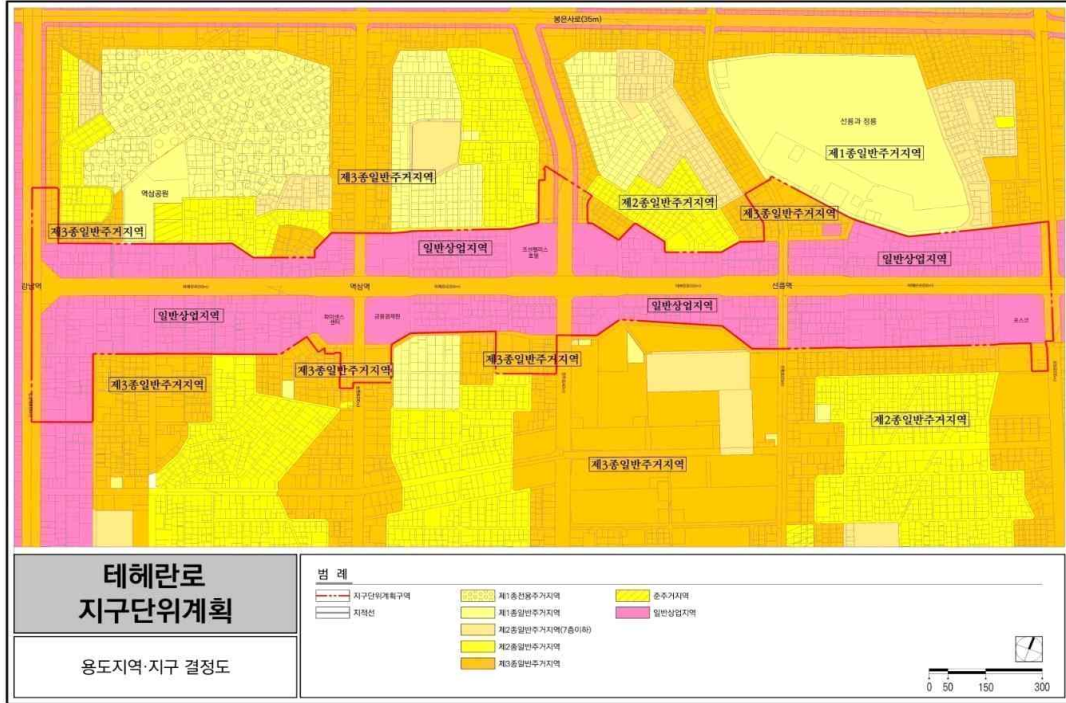 봉은사로(35m)
선릉과 정릉
제1종일반주거지역
제3종일반주거지역
역삼공원
제2종일반주거지역
제3종일반주거지역
제3종일반주거지역
일반상업지역
조선팰리스
호텔
일반상업지역
강남역
역삼역
선릉역
일반상업지역
파이낸스
센터
금융결제원
일반상업지역
포스코
제3종일반주거지역
제3종일반주거지역
제3종일반주거지역
제2종일반주거지역
제3종일반주거지역
테헤란로
지구단위계획
용도지역·지구 결정도
범 례
지구단위계획구역
지적선
제1종전용주거지역
제1종일반주거지역
제2종일반주거지역(7층이하)
제2종일반주거지역
제3종일반주거지역
준주거지역
일반상업지역
0 50 150 300